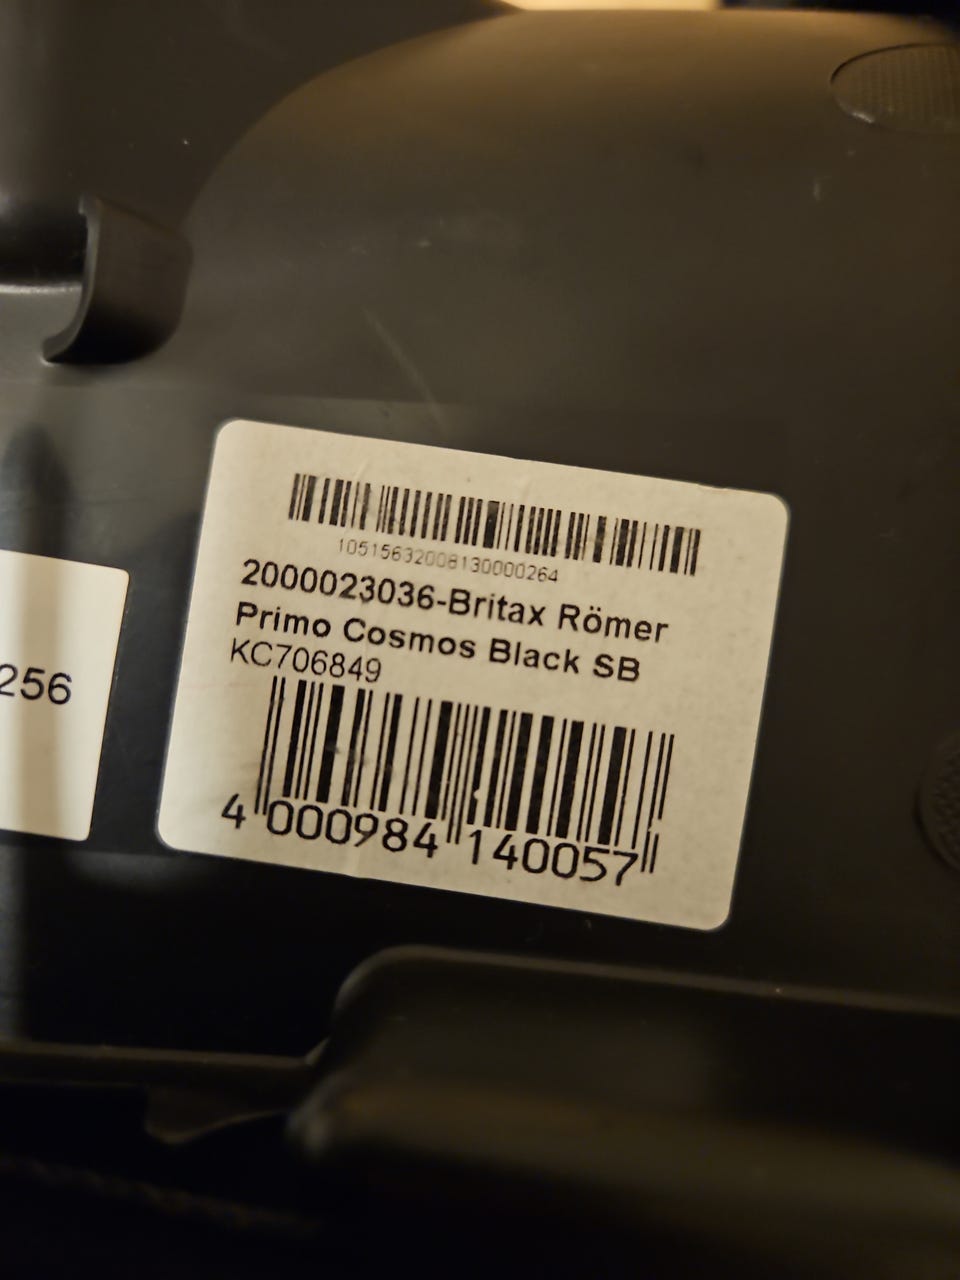 10515632008130000264
2000023036-Britax Römer
Primo Cosmos Black SB
KC706849
4 000984 140057
256